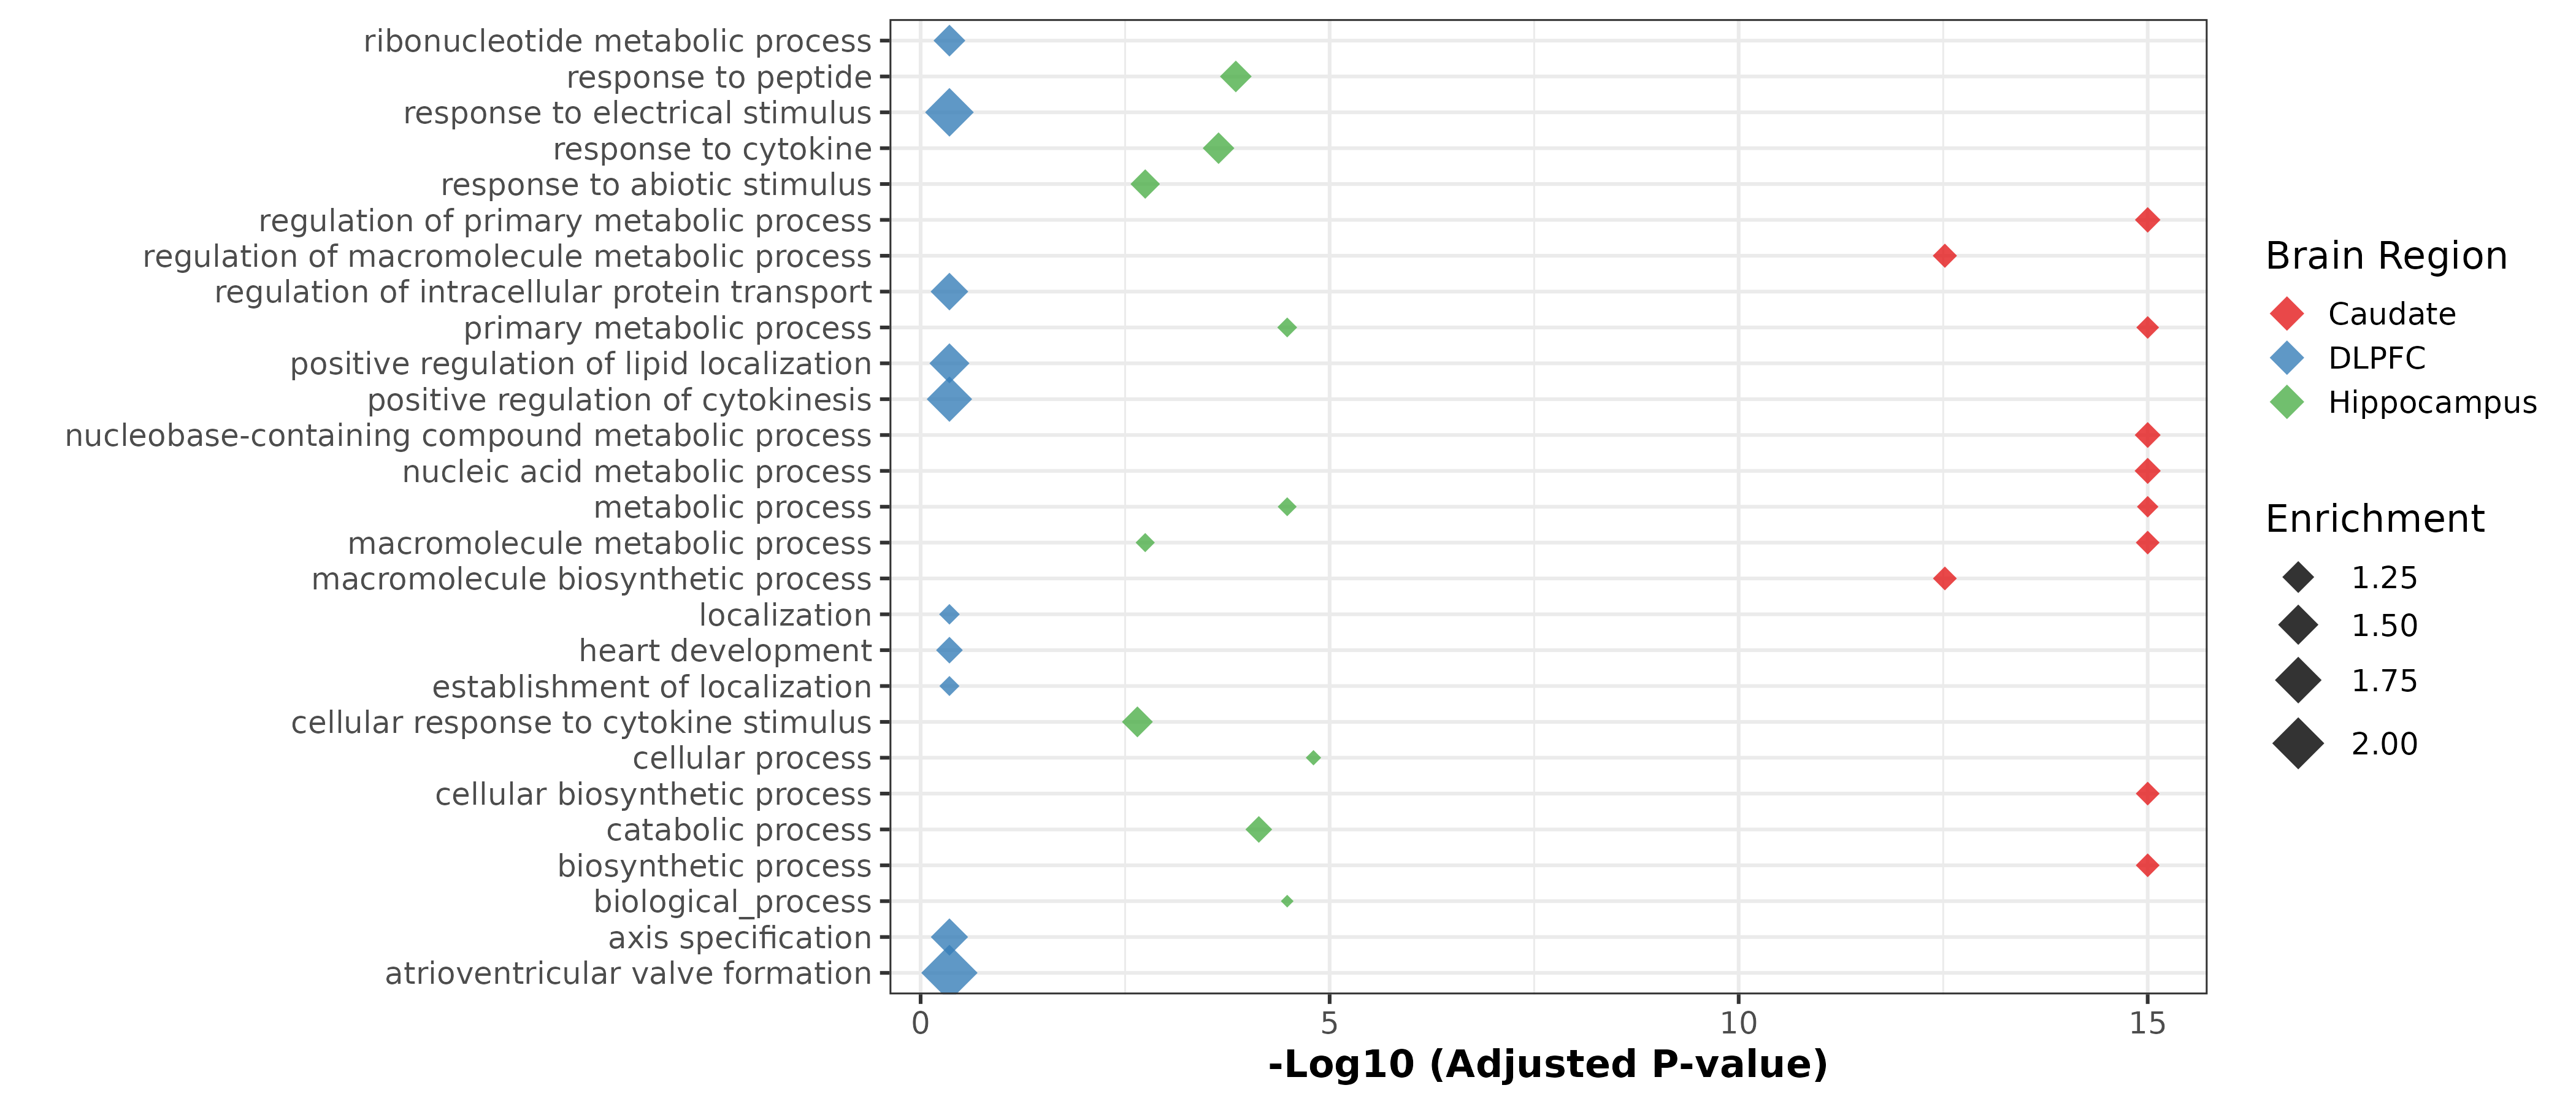 ribonucleotide metabolic process
response to peptide
response to electrical stimulus
response to cytokine
response to abiotic stimulus
regulation of primary metabolic process
regulation of macromolecule metabolic process
regulation of intracellular protein transport
primary metabolic process
positive regulation of lipid localization
positive regulation of cytokinesis
nucleobase-containing compound metabolic process
nucleic acid metabolic process
metabolic process
macromolecule metabolic process
macromolecule biosynthetic process
localization
heart development
establishment of localization
cellular response to cytokine stimulus
cellular process
cellular biosynthetic process
catabolic process
biosynthetic process
biological_process
axis specification
atrioventricular valve formation
0 5 10 15
-Log10 (Adjusted P-value)
Brain Region
Caudate
DLPFC
Hippocampus
Enrichment
1.25
1.50
1.75
2.00